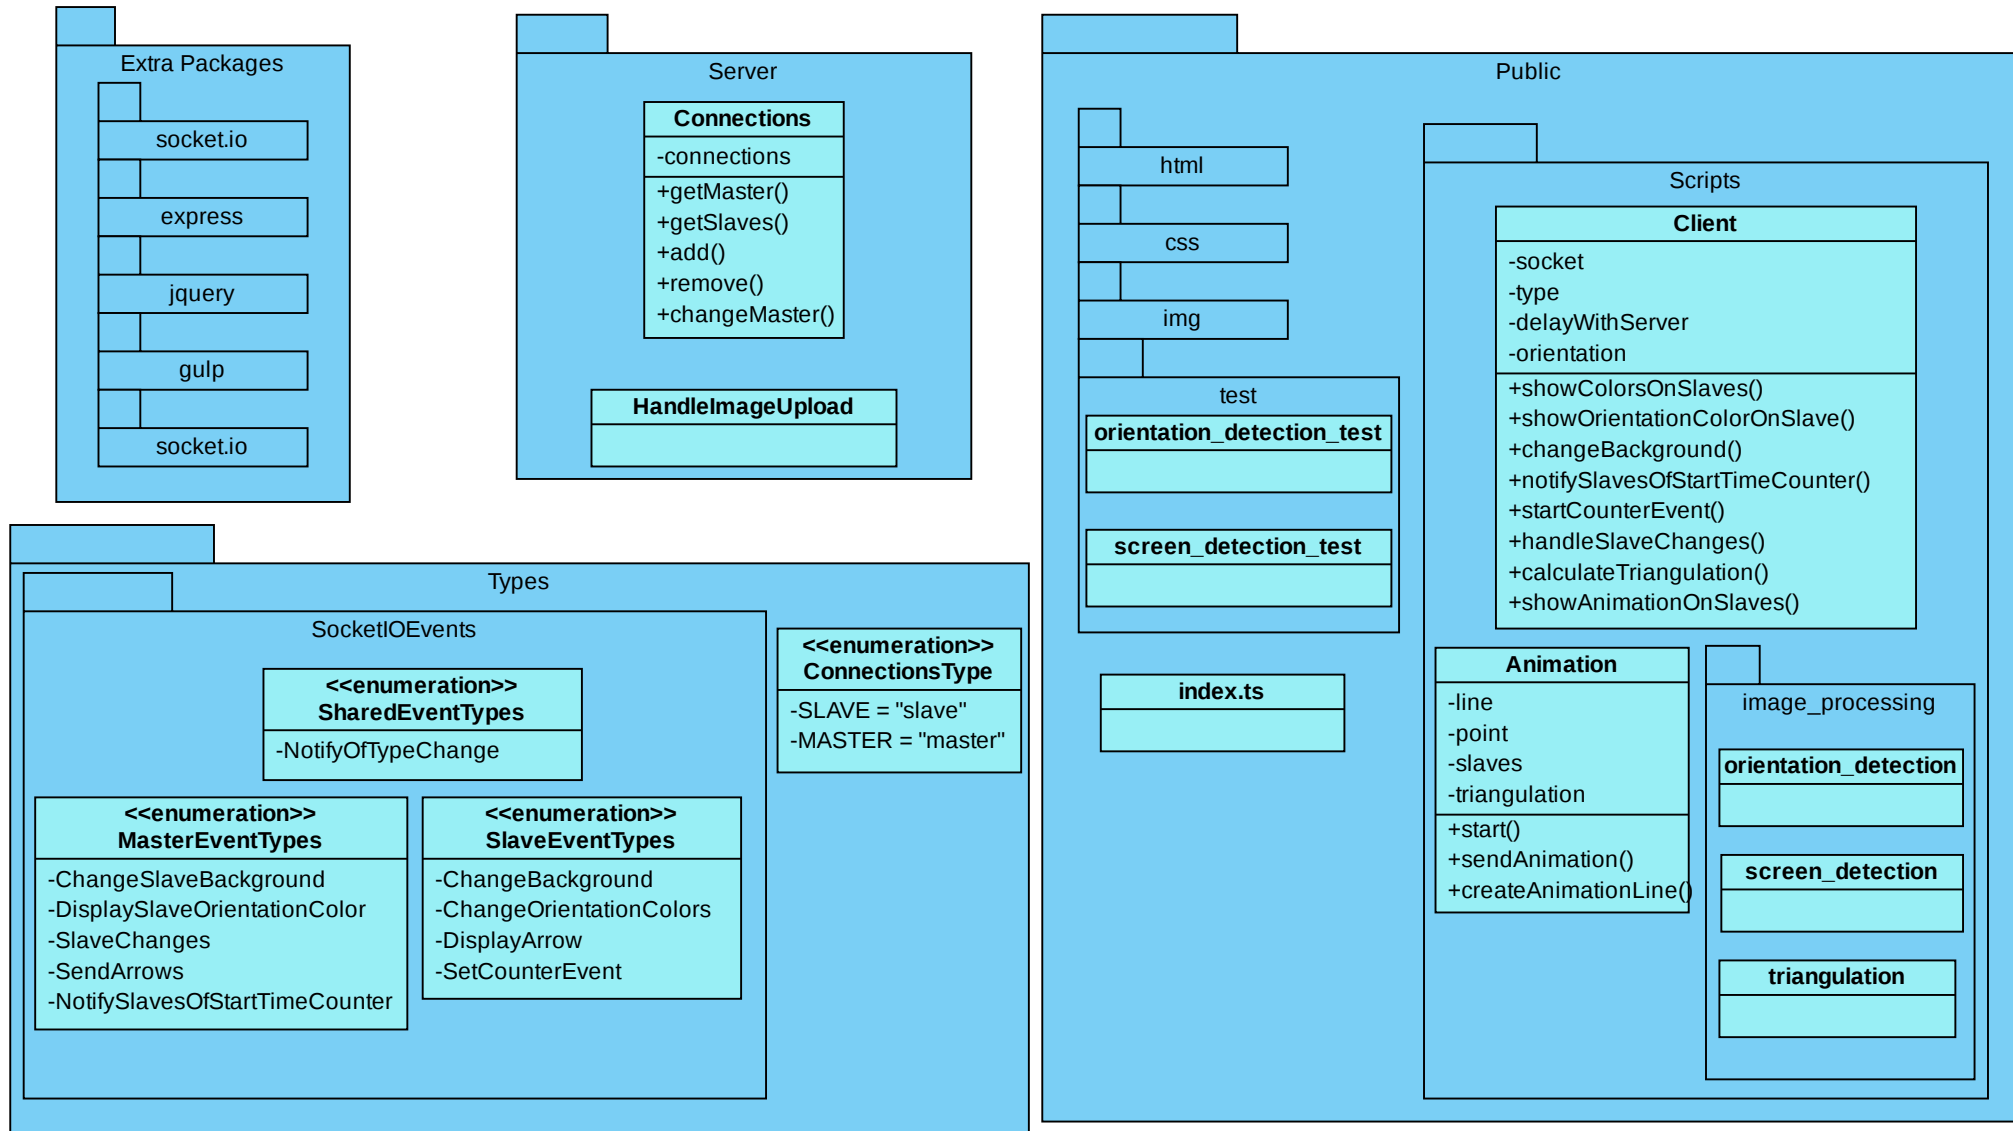 Extra Packages
socket.io
express
jquery
gulp
socket.io
Server
Connections
-connections
+getMaster()
+getSlaves()
+add()
+remove()
+changeMaster()
HandleImageUpload
Public
html
css
img
test
orientation_detection_test
screen_detection_test
index.ts
Scripts
Client
-socket
-type
-delayWithServer
-orientation
+showColorsOnSlaves()
+showOrientationColorOnSlave()
+changeBackground()
+notifySlavesOfStartTimeCounter()
+startCounterEvent()
+handleSlaveChanges()
+calculateTriangulation()
+showAnimationOnSlaves()
Animation
-line
-point
-slaves
-triangulation
+start()
+sendAnimation()
+createAnimationLine()
image_processing
orientation_detection
screen_detection
triangulation
Types
SocketIOEvents
<<enumeration>>
SharedEventTypes
-NotifyOfTypeChange
<<enumeration>>
MasterEventTypes
-ChangeSlaveBackground
-DisplaySlaveOrientationColor
-SlaveChanges
-SendArrows
-NotifySlavesOfStartTimeCounter
<<enumeration>>
SlaveEventTypes
-ChangeBackground
-ChangeOrientationColors
-DisplayArrow
-SetCounterEvent
<<enumeration>>
ConnectionsType
-SLAVE = "slave"
-MASTER = "master"